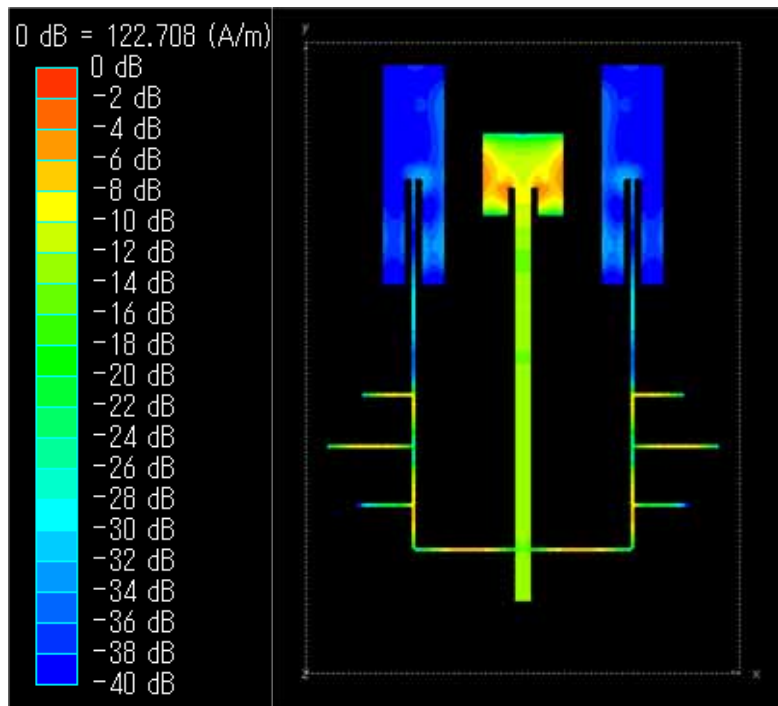 0 dB = 122.708 (A/m)
0 dB
-2 dB
-4 dB
-6 dB
-8 dB
-10 dB
-12 dB
-14 dB
-16 dB
-18 dB
-20 dB
-22 dB
-24 dB
-26 dB
-28 dB
-30 dB
-32 dB
-34 dB
-36 dB
-38 dB
-40 dB
y
z
x